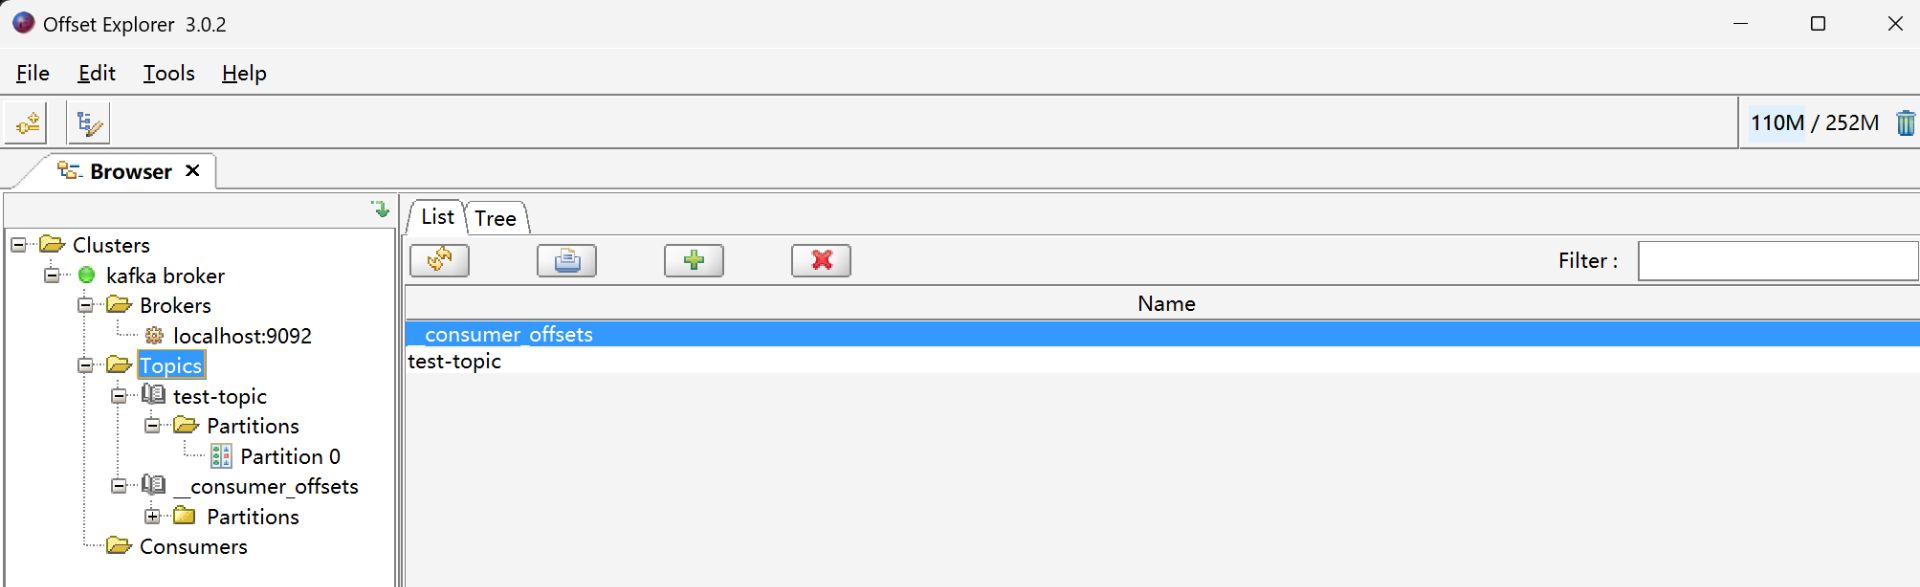 Offset Explorer 3.0.2
File Edit Tools Help
110M / 252M
Browser
List Tree
Filter :
Clusters
kafka broker
Brokers
localhost:9092
Topics
test-topic
Partitions
Partition 0
__consumer_offsets
Partitions
Consumers
Name
__consumer_offsets
test-topic